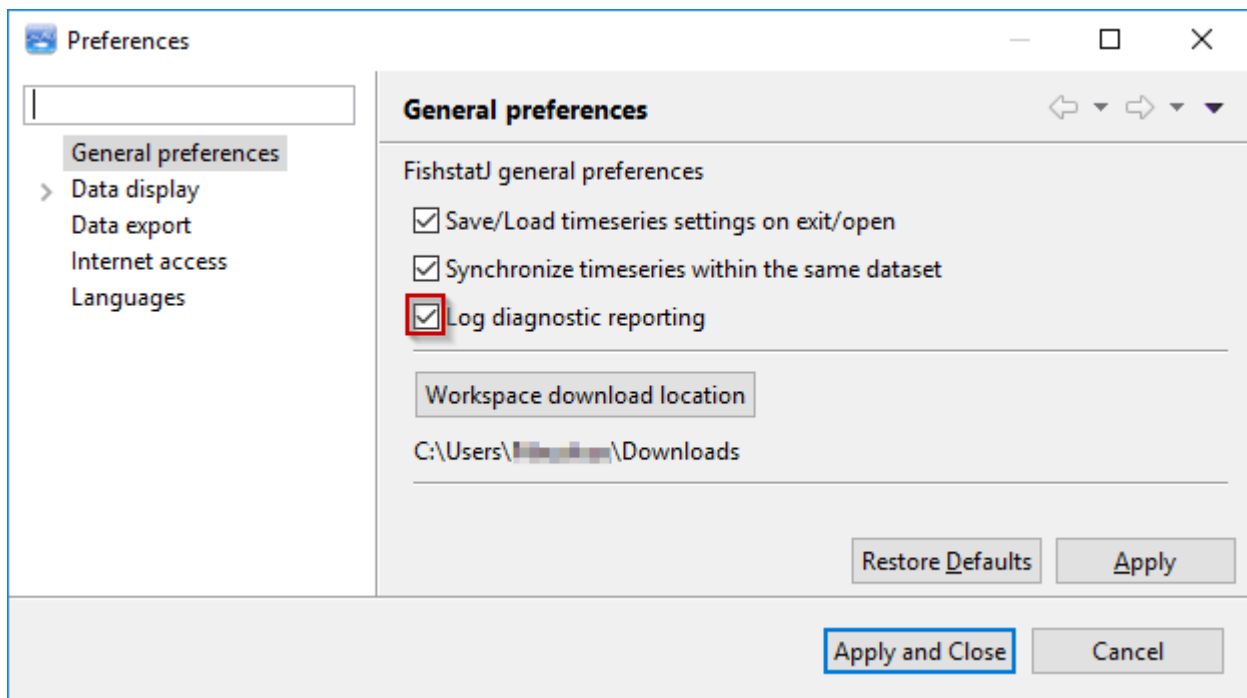 Preferences
General preferences
Data display
Data export
Internet access
Languages
General preferences
FishstatJ general preferences
Save/Load timeseries settings on exit/open
Synchronize timeseries within the same dataset
Log diagnostic reporting
Workspace download location
C:\Users\ \Downloads
Restore Defaults
Apply
Apply and Close
Cancel